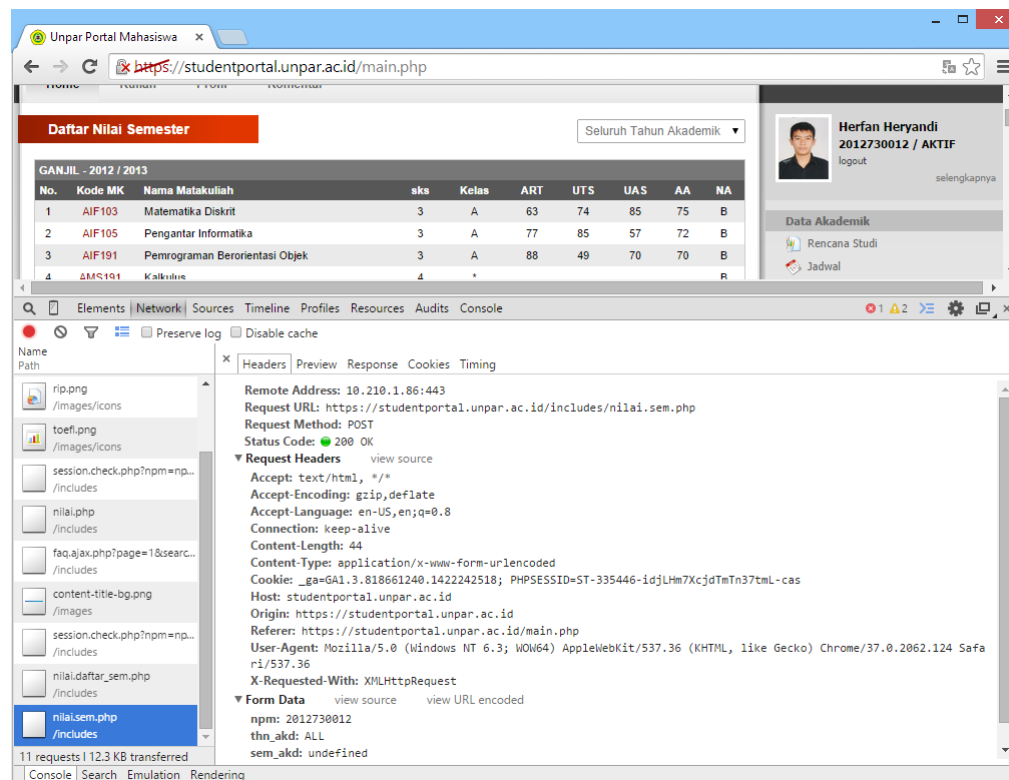 Unpar Portal Mahasiswa ×
https://studentportal.unpar.ac.id/main.php
Home Kuliah Profil Komentar
Daftar Nilai Semester
Seluruh Tahun Akademik ▼
GANJIL - 2012 / 2013
No. Kode MK Nama Matakuliah sks Kelas ART UTS UAS AA NA
1 AIF103 Matematika Diskrit 3 A 63 74 85 75 B
2 AIF105 Pengantar Informatika 3 A 77 85 57 72 B
3 AIF191 Pemrograman Berorientasi Objek 3 A 88 49 70 70 B
4 AMS191 Kalkulus 4 * B
Herfan Heryandi
2012730012 / AKTIF
logout
selengkapnya
Data Akademik
Rencana Studi
Jadwal
Elements Network Sources Timeline Profiles Resources Audits Console 1 2
Preserve log Disable cache
Name
Path
rip.png
/images/icons
toefl.png
/images/icons
session.check.php?npm=np...
/includes
nilai.php
/includes
faq.ajax.php?page=1&searc...
/includes
content-title-bg.png
/images
session.check.php?npm=np...
/includes
nilai.daftar_sem.php
/includes
nilai.sem.php
/includes
11 requests | 12.3 KB transferred
× Headers Preview Response Cookies Timing
Remote Address: 10.210.1.86:443
Request URL: https://studentportal.unpar.ac.id/includes/nilai.sem.php
Request Method: POST
Status Code: 200 OK
▼ Request Headers view source
Accept: text/html, */*
Accept-Encoding: gzip,deflate
Accept-Language: en-US,en;q=0.8
Connection: keep-alive
Content-Length: 44
Content-Type: application/x-www-form-urlencoded
Cookie: _ga=GA1.3.818661240.1422242518; PHPSESSID=ST-335446-idjLHm7XcjdTmTn37tmL-cas
Host: studentportal.unpar.ac.id
Origin: https://studentportal.unpar.ac.id
Referer: https://studentportal.unpar.ac.id/main.php
User-Agent: Mozilla/5.0 (Windows NT 6.3; WOW64) AppleWebKit/537.36 (KHTML, like Gecko) Chrome/37.0.2062.124 Safa
ri/537.36
X-Requested-With: XMLHttpRequest
▼ Form Data view source view URL encoded
npm: 2012730012
thn_akd: ALL
sem_akd: undefined
Console Search Emulation Rendering